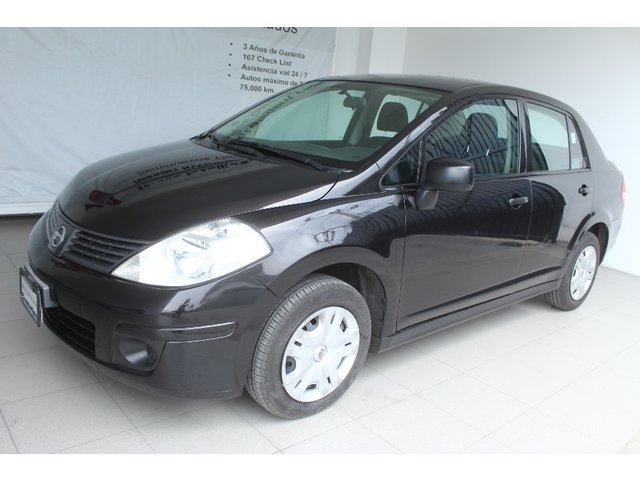 • 3 Años de Garantía
• 167 Check List
• Asistencia vial 24 / 7
• Autos máximo de
75,000 km.